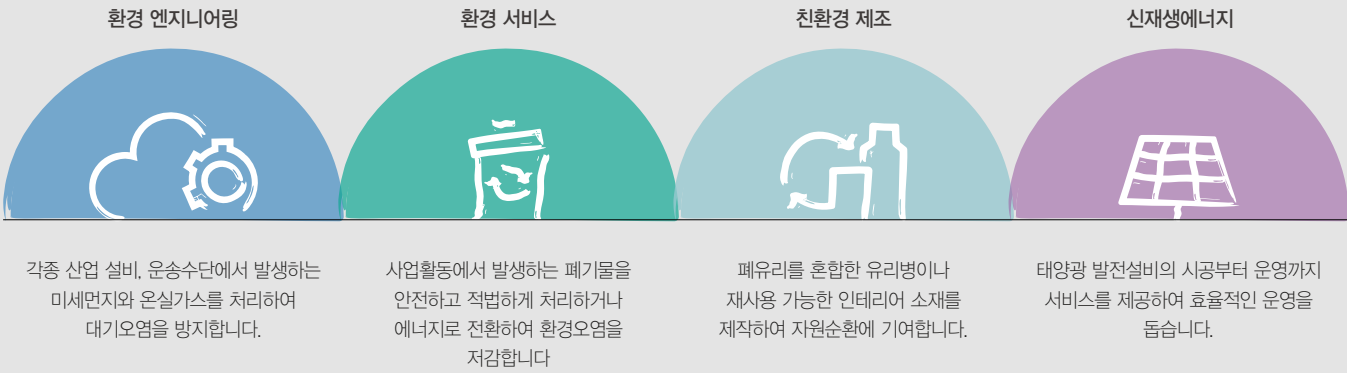 환경 엔지니어링
각종 산업 설비, 운송수단에서 발생하는
미세먼지와 온실가스를 처리하여
대기오염을 방지합니다.
환경 서비스
사업활동에서 발생하는 폐기물을
안전하고 적법하게 처리하거나
에너지로 전환하여 환경오염을
저감합니다
친환경 제조
폐유리를 혼합한 유리병이나
재사용 가능한 인테리어 소재를
제작하여 자원순환에 기여합니다.
신재생에너지
태양광 발전설비의 시공부터 운영까지
서비스를 제공하여 효율적인 운영을
돕습니다.